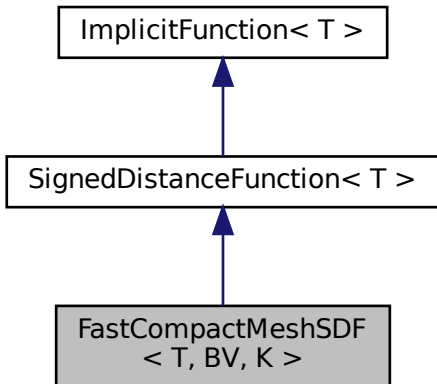 ImplicitFunction< T >
SignedDistanceFunction< T >
FastCompactMeshSDF
< T, BV, K >